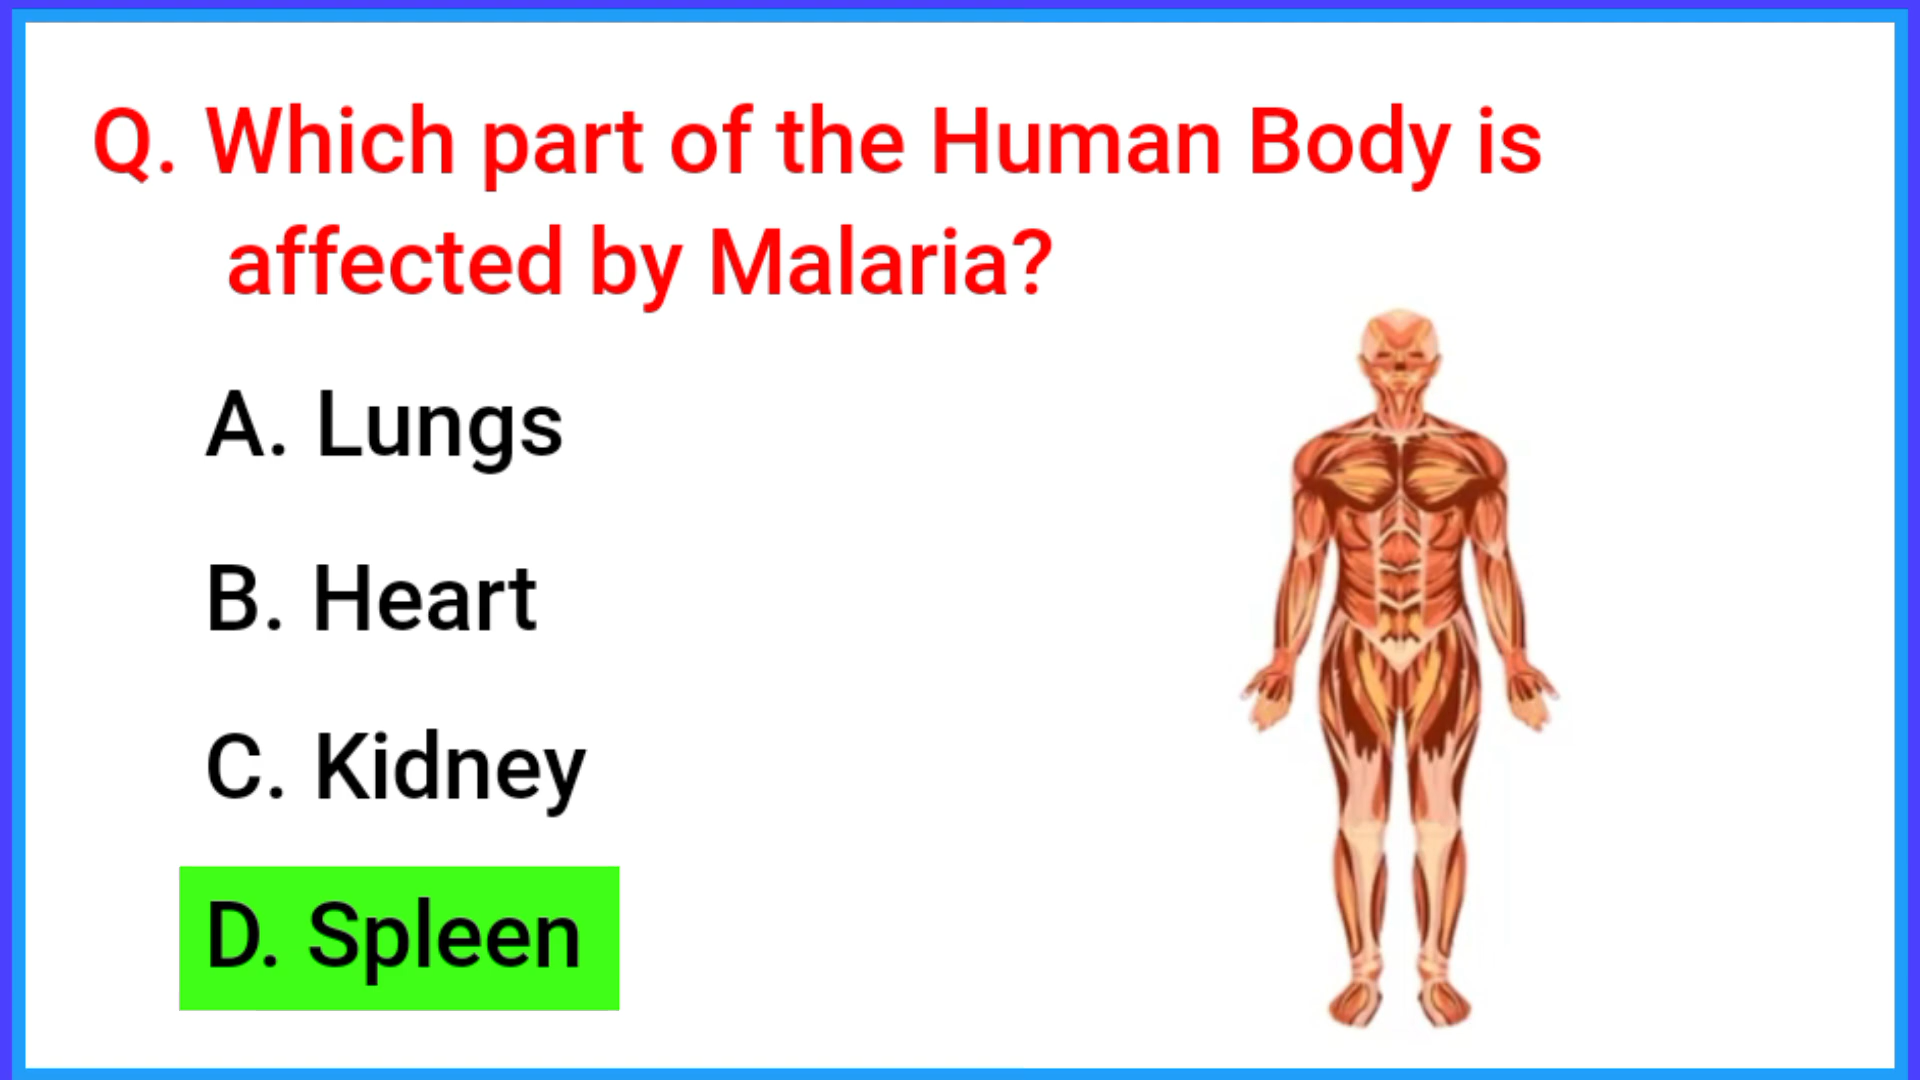 Q. Which part of the Human Body is
affected by Malaria?
A. Lungs
B. Heart
C. Kidney
D. Spleen